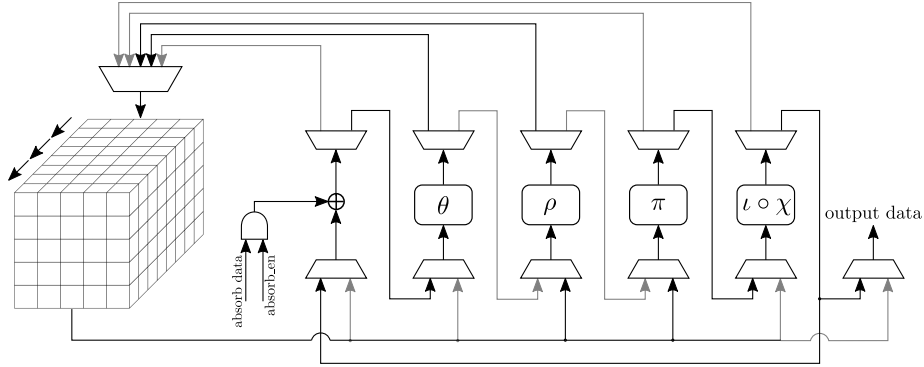 θ
ρ
π
ι ∘ χ
output data
absorb data
absorb_en